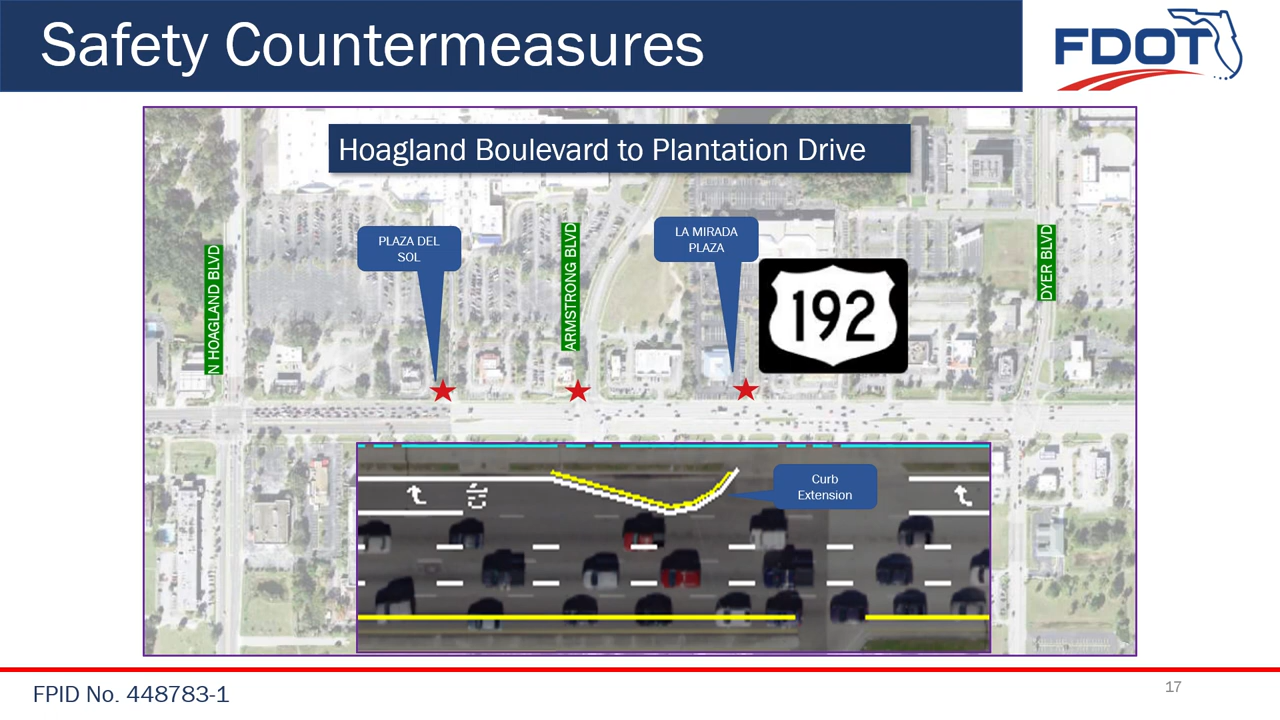 Safety Countermeasures
FDOT
Hoagland Boulevard to Plantation Drive
N HOAGLAND BLVD
PLAZA DEL
SOL
ARMSTRONG BLVD
LA MIRADA
PLAZA
192
DYER BLVD
Curb
Extension
FPID No. 448783-1
17